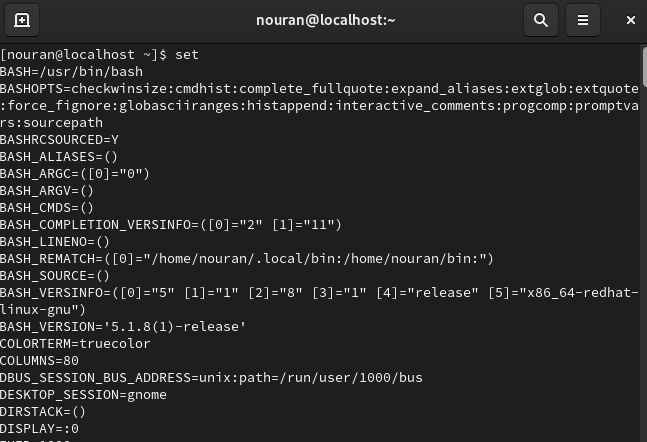 nouran@localhost:~
[nouran@localhost ~]$ set
BASH=/usr/bin/bash
BASHOPTS=checkwinsize:cmdhist:complete_fullquote:expand_aliases:extglob:extquote
:force_fignore:globasciiranges:histappend:interactive_comments:progcomp:promptva
rs:sourcepath
BASHRCSOURCED=Y
BASH_ALIASES=()
BASH_ARGC=([0]="0")
BASH_ARGV=()
BASH_CMDS=()
BASH_COMPLETION_VERSINFO=([0]="2" [1]="11")
BASH_LINENO=()
BASH_REMATCH=([0]="/home/nouran/.local/bin:/home/nouran/bin:")
BASH_SOURCE=()
BASH_VERSINFO=([0]="5" [1]="1" [2]="8" [3]="1" [4]="release" [5]="x86_64-redhat-
linux-gnu")
BASH_VERSION='5.1.8(1)-release'
COLORTERM=truecolor
COLUMNS=80
DBUS_SESSION_BUS_ADDRESS=unix:path=/run/user/1000/bus
DESKTOP_SESSION=gnome
DIRSTACK=()
DISPLAY=:0